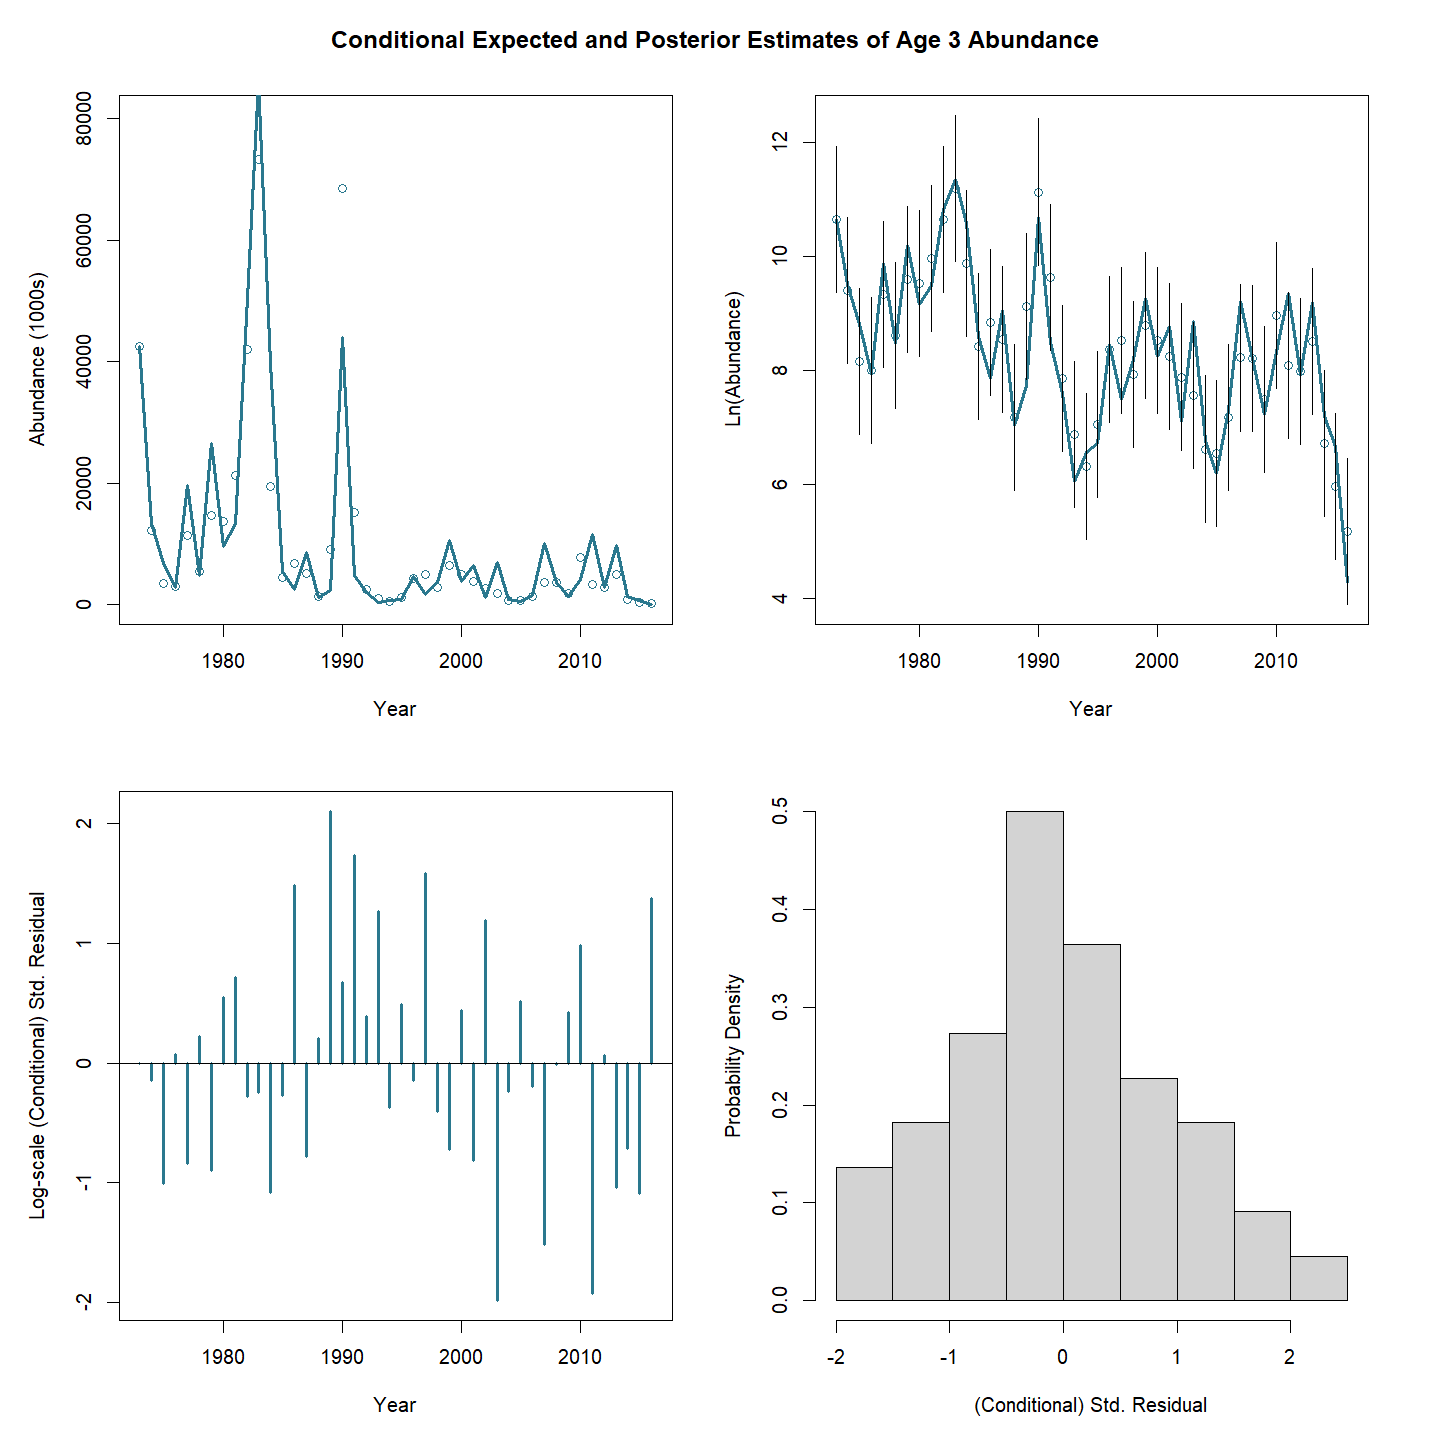 Conditional Expected and Posterior Estimates of Age 3 Abundance
Abundance (1000s)
80000
60000
40000
20000
0
1980 1990 2000 2010
Year
Ln(Abundance)
12
10
8
6
4
1980 1990 2000 2010
Year
Log-scale (Conditional) Std. Residual
2
1
0
-1
-2
1980 1990 2000 2010
Year
Probability Density
0.5
0.4
0.3
0.2
0.1
0.0
-2 -1 0 1 2
(Conditional) Std. Residual